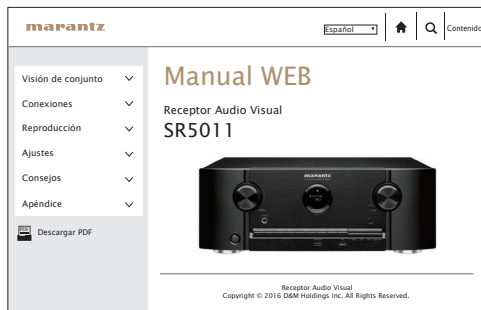 marantz
Español
Contenido
Visión de conjunto
Conexiones
Reproducción
Ajustes
Consejos
Apéndice
PDF
Descargar PDF
Manual WEB
Receptor Audio Visual
SR5011
marantz
Receptor Audio Visual
Copyright © 2016 D&M Holdings Inc. All Rights Reserved.